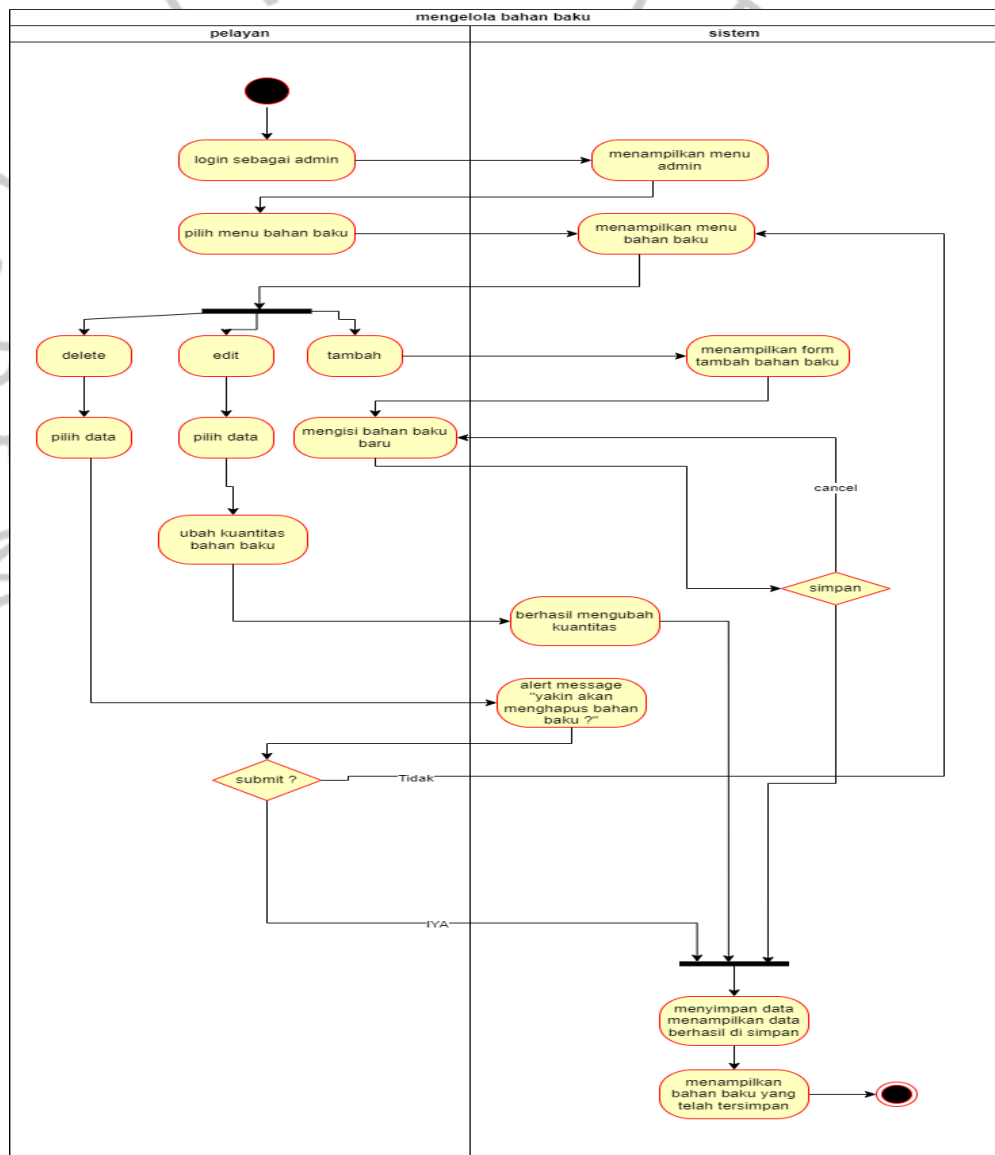 mengelola bahan baku
pelayan
sistem
login sebagai admin
menampilkan menu
admin
pilih menu bahan baku
menampilkan menu
bahan baku
delete
edit
tambah
menampilkan form
tambah bahan baku
pilih data
pilih data
mengisi bahan baku
baru
cancel
ubah kuantitas
bahan baku
simpan
berhasil mengubah
kuantitas
alert message
"yakin akan
menghapus bahan
baku ?"
submit ?
Tidak
IYA
menyimpan data
menampilkan data
berhasil di simpan
menampilkan
bahan baku yang
telah tersimpan